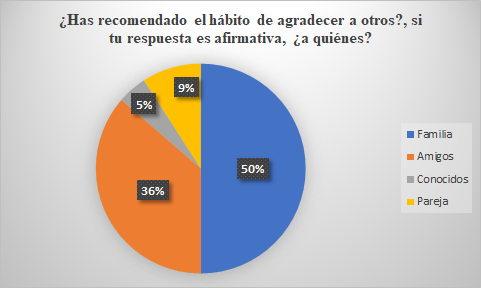 ¿Has recomendado el hábito de agradecer a otros?, si
tu respuesta es afirmativa, ¿a quiénes?
9%
5%
50%
36%
Familia
Amigos
Conocidos
Pareja